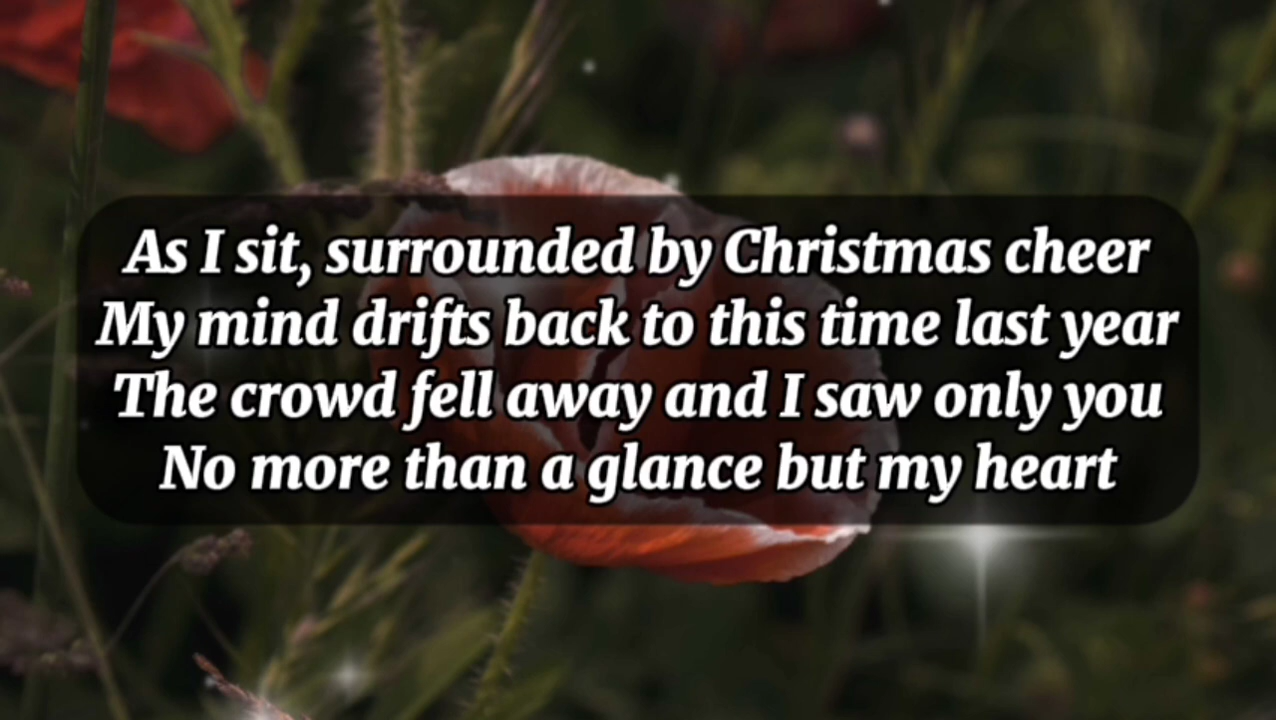 As I sit, surrounded by Christmas cheer
My mind drifts back to this time last year
The crowd fell away and I saw only you
No more than a glance but my heart